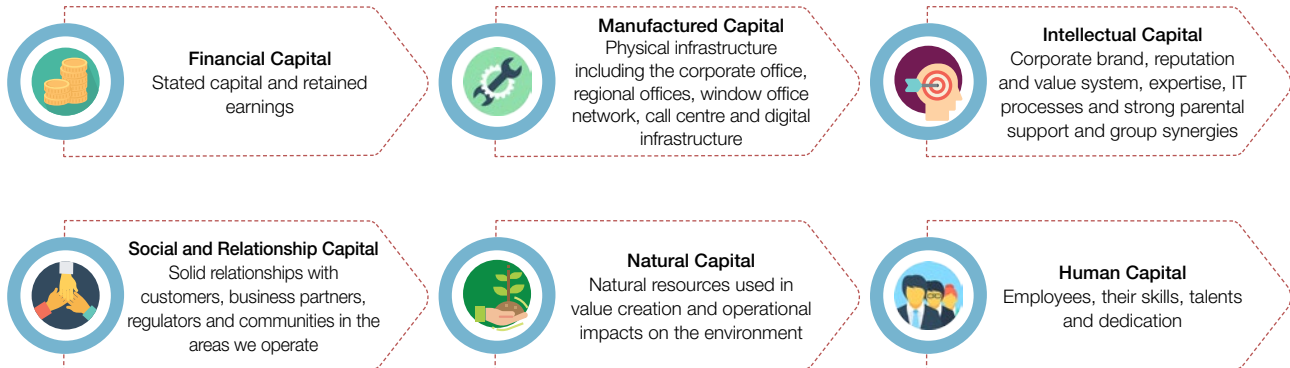 Financial Capital
Stated capital and retained
earnings
Manufactured Capital
Physical infrastructure
including the corporate office,
regional offices, window office
network, call centre and digital
infrastructure
Intellectual Capital
Corporate brand, reputation
and value system, expertise, IT
processes and strong parental
support and group synergies
Social and Relationship Capital
Solid relationships with
customers, business partners,
regulators and communities in the
areas we operate
Natural Capital
Natural resources used in
value creation and operational
impacts on the environment
Human Capital
Employees, their skills, talents
and dedication